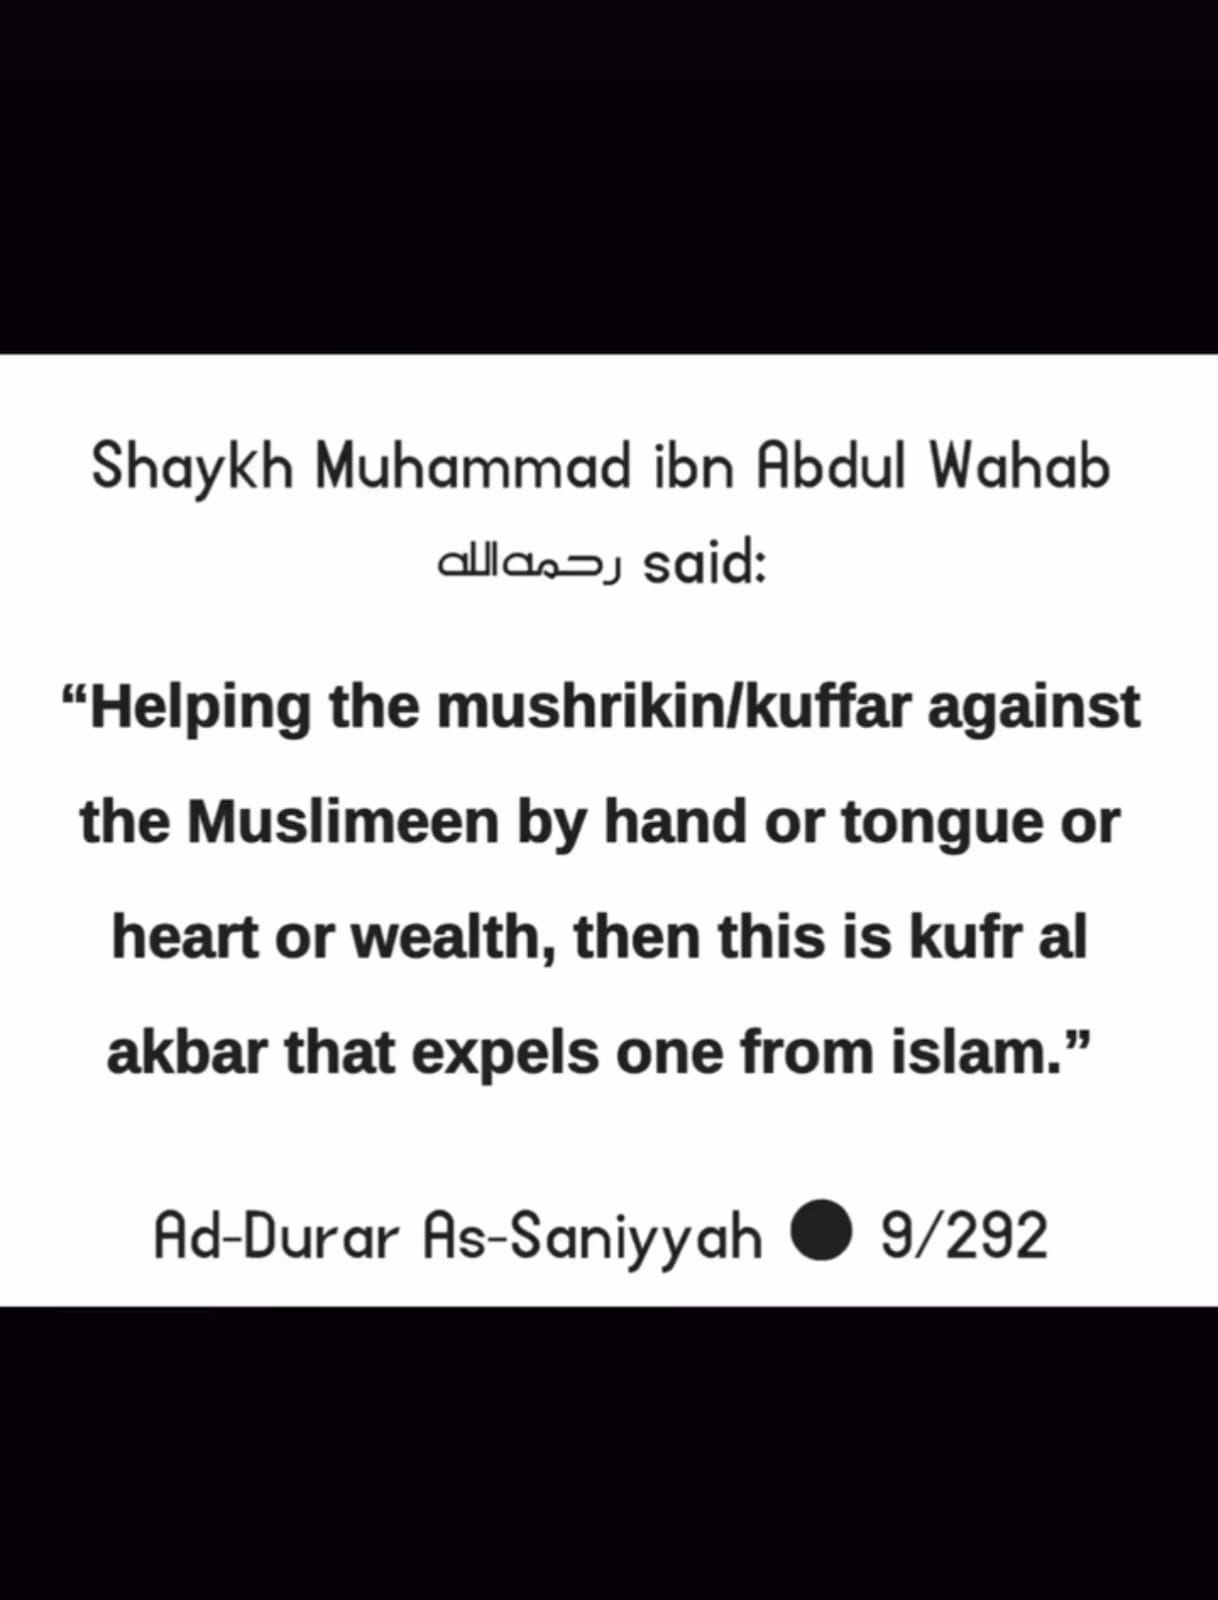 Shaykh Muhammad ibn Abdul Wahab
رحمه الله said:
“Helping the mushrikin/kuffar against
the Muslimeen by hand or tongue or
heart or wealth, then this is kufr al
akbar that expels one from islam.”
Ad-Durar As-Saniyyah ● 9/292